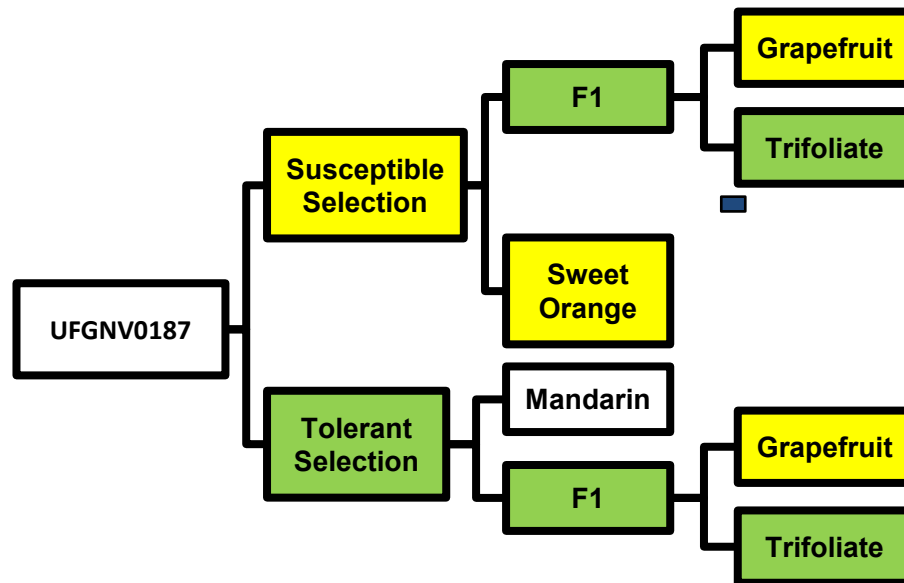 Grapefruit
F1
Trifoliate
Susceptible
Selection
Sweet
Orange
UFGNV0187
Mandarin
Tolerant
Selection
Grapefruit
F1
Trifoliate